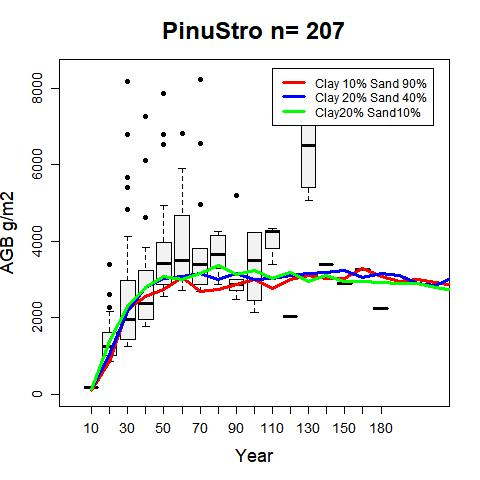 PinuStro n= 207
Clay 10% Sand 90%
Clay 20% Sand 40%
Clay20% Sand10%
AGB g/m2
8000
6000
4000
2000
0
10 30 50 70 90 110 130 150 180
Year